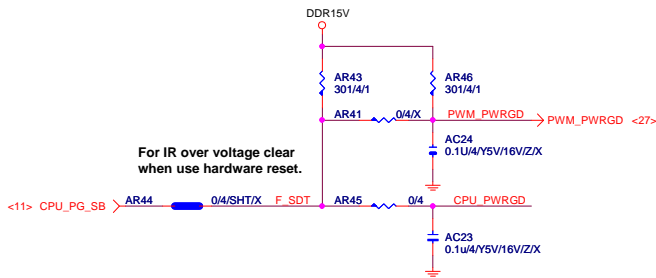 DDR15V
AR43
301/4/1
AR46
301/4/1
AR41
0/4/X
PWM_PWRGD
PWM_PWRGD <27>
AC24
0.1U/4/Y5V/16V/Z/X
For IR over voltage clear
when use hardware reset.
<11> CPU_PG_SB
AR44
0/4/SHT/X
F_SDT
AR45
0/4
CPU_PWRGD
AC23
0.1u/4/Y5V/16V/Z/X